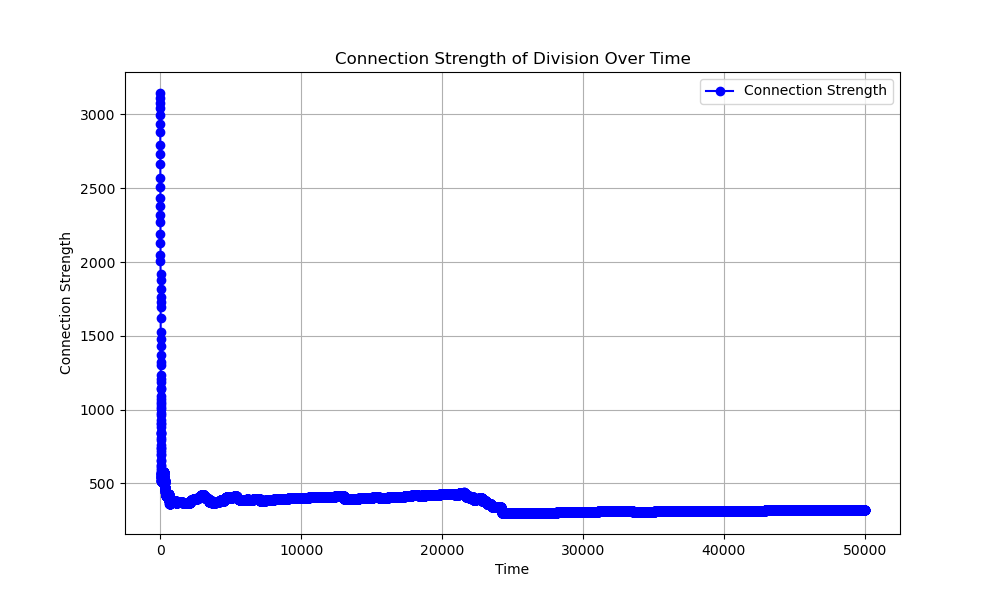 Connection Strength of Division Over Time
Connection Strength
3000
2500
2000
1500
1000
500
Connection Strength
0 10000 20000 30000 40000 50000
Time